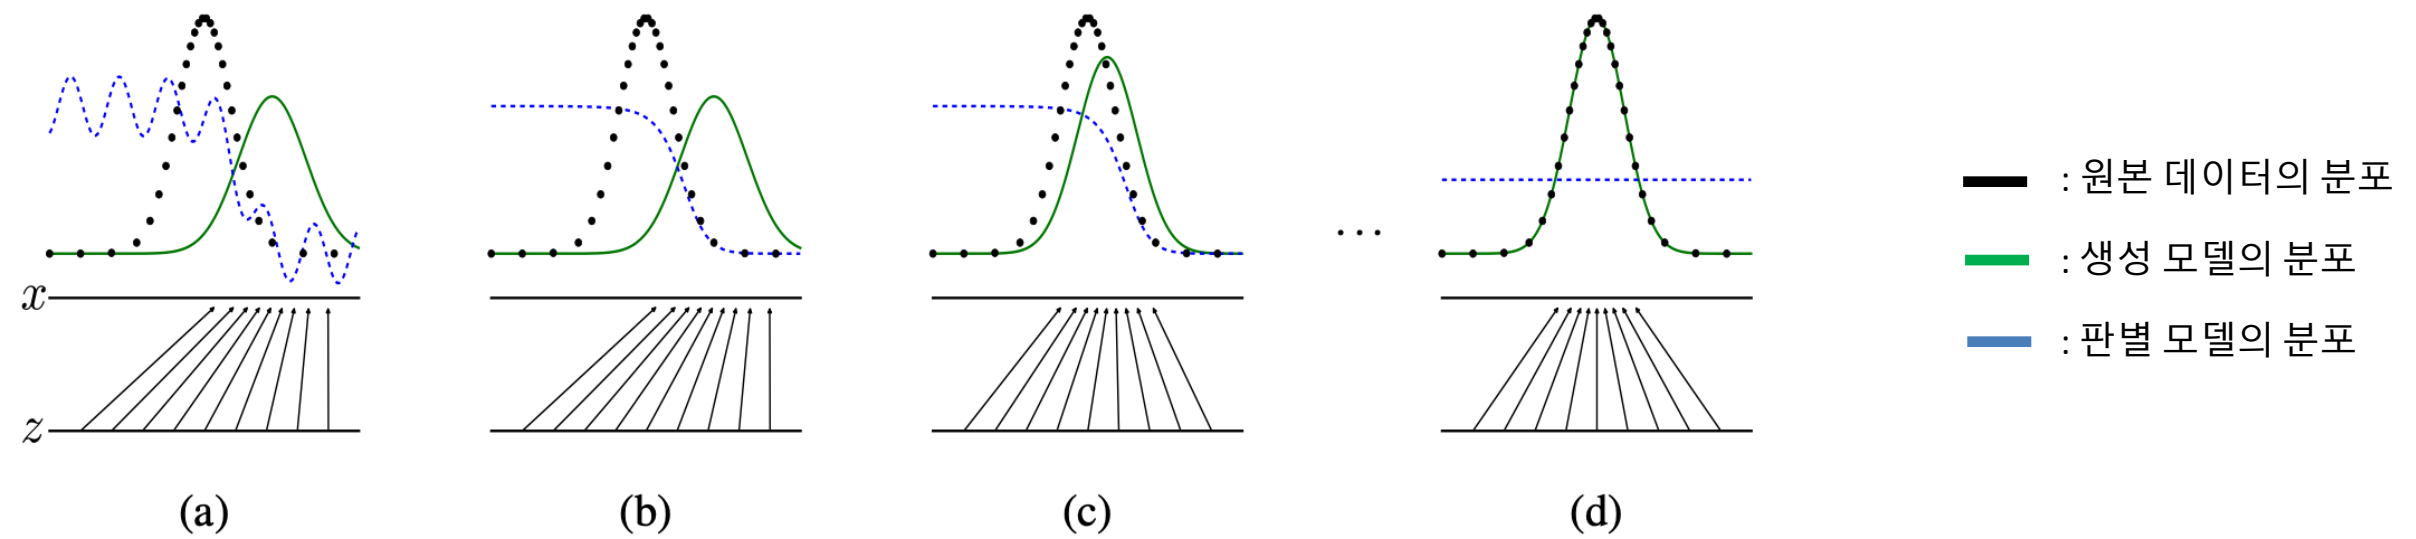 : 원본 데이터의 분포
: 생성 모델의 분포
: 판별 모델의 분포
x
z
...
(a) (b) (c) (d)